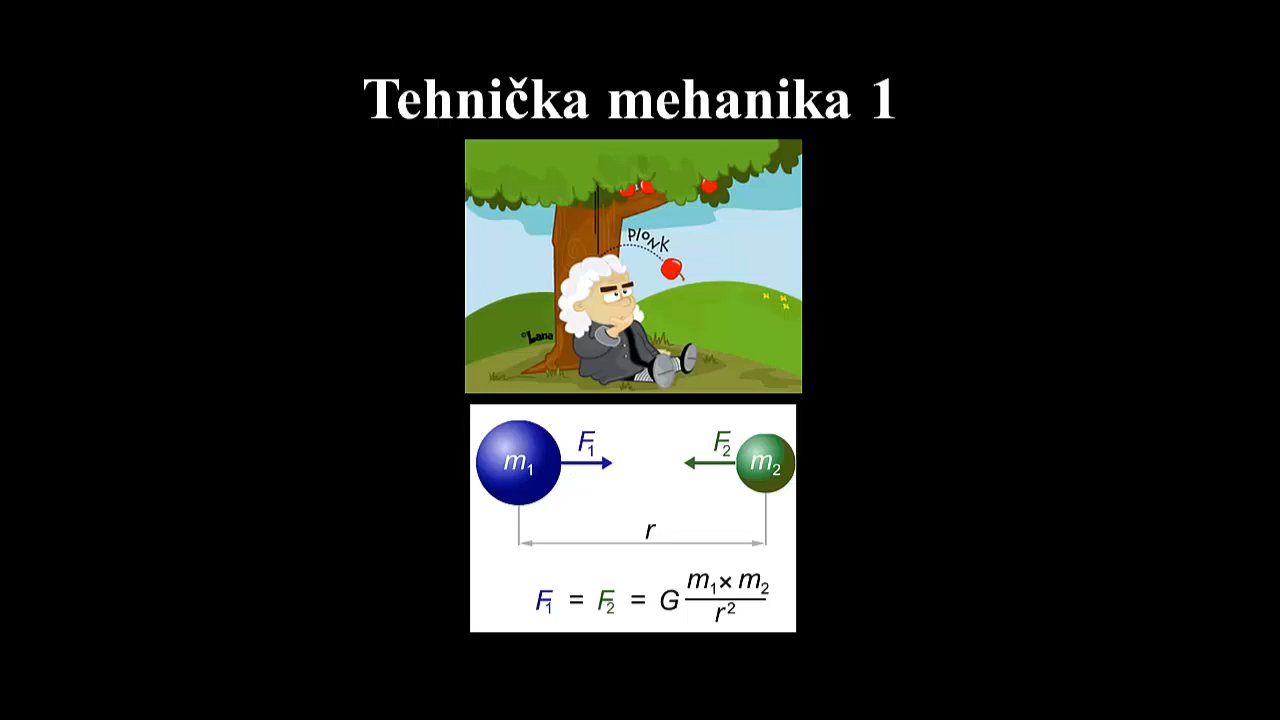 Tehnička mehanika 1
plonk
©Lana
F₁ F₂
m₁ m₂
r
F₁ = F₂ = G m₁ × m₂ / r²